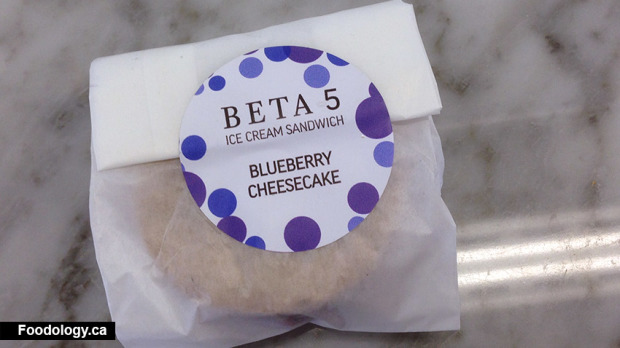 BETA 5
ICE CREAM SANDWICH
BLUEBERRY
CHEESECAKE
Foodology.ca